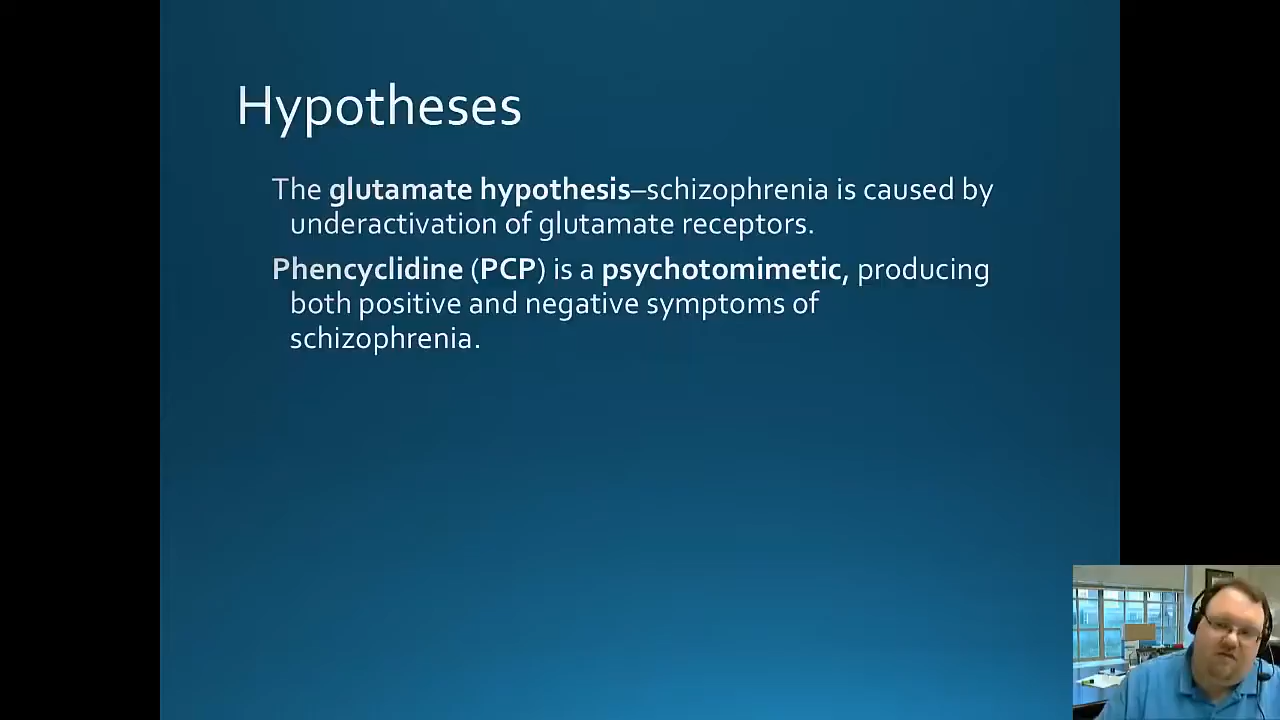 Hypotheses
The glutamate hypothesis–schizophrenia is caused by
underactivation of glutamate receptors.
Phencyclidine (PCP) is a psychotomimetic, producing
both positive and negative symptoms of
schizophrenia.